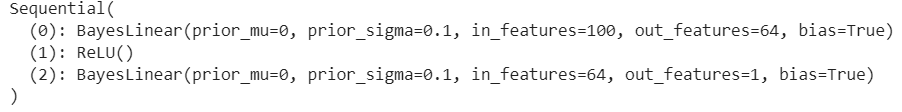 Sequential(
  (0): BayesLinear(prior_mu=0, prior_sigma=0.1, in_features=100, out_features=64, bias=True)
  (1): ReLU()
  (2): BayesLinear(prior_mu=0, prior_sigma=0.1, in_features=64, out_features=1, bias=True)
)